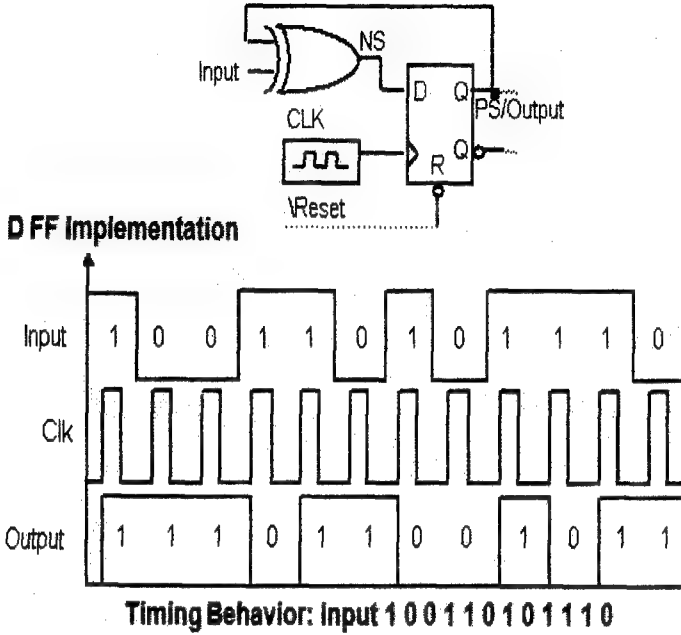 NS
Input
D Q
PS/Output
CLK
Q
R
\Reset
D FF Implementation
Input 1 0 0 1 1 0 1 0 1 1 1 0
Clk
Output 1 1 1 0 1 1 0 0 1 0 1 1
Timing Behavior: Input 1 0 0 1 1 0 1 0 1 1 1 0